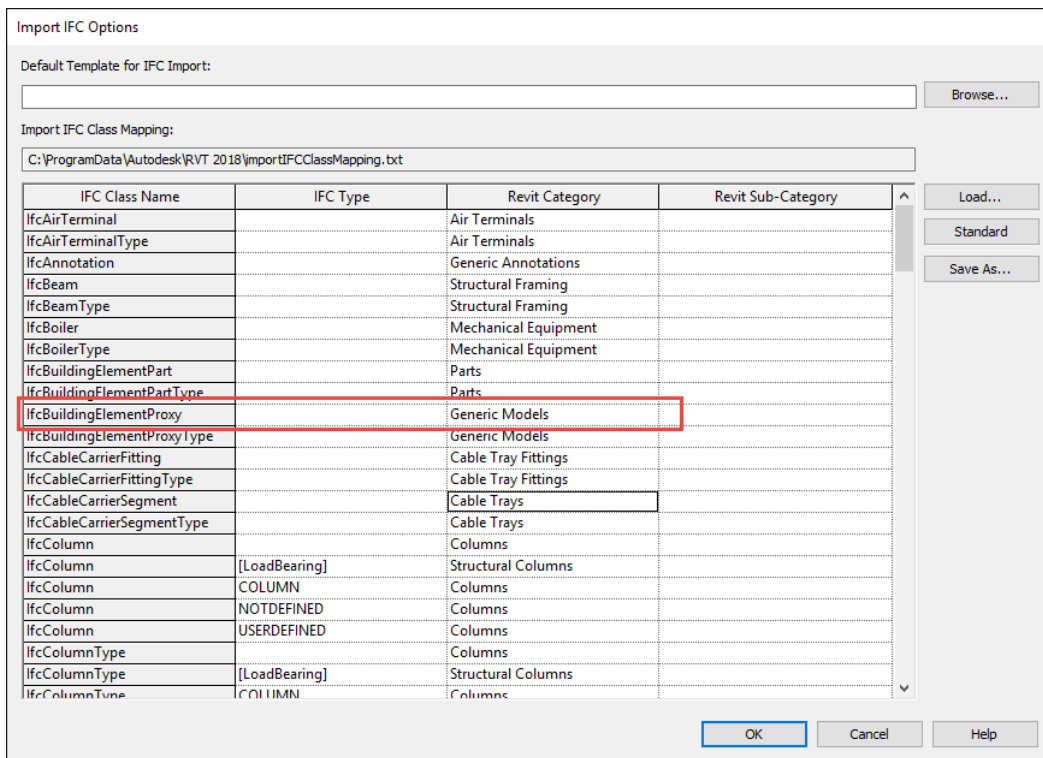 Import IFC Options
Default Template for IFC Import:
Browse...
Import IFC Class Mapping:
C:\ProgramData\Autodesk\RVT 2018\importIFCClassMapping.txt
IFC Class Name IFC Type Revit Category Revit Sub-Category
Load...
IfcAirTerminal Air Terminals
Standard
IfcAirTerminalType Air Terminals
IfcAnnotation Generic Annotations
Save As...
IfcBeam Structural Framing
IfcBeamType Structural Framing
IfcBoiler Mechanical Equipment
IfcBoilerType Mechanical Equipment
IfcBuildingElementPart Parts
IfcBuildingElementPartType Parts
IfcBuildingElementProxy Generic Models
IfcBuildingElementProxyType Generic Models
IfcCableCarrierFitting Cable Tray Fittings
IfcCableCarrierFittingType Cable Tray Fittings
IfcCableCarrierSegment Cable Trays
IfcCableCarrierSegmentType Cable Trays
IfcColumn Columns
IfcColumn [LoadBearing] Structural Columns
IfcColumn COLUMN Columns
IfcColumn NOTDEFINED Columns
IfcColumn USERDEFINED Columns
IfcColumnType Columns
IfcColumnType [LoadBearing] Structural Columns
IfcColumnType COLUMN Columns
OK Cancel Help